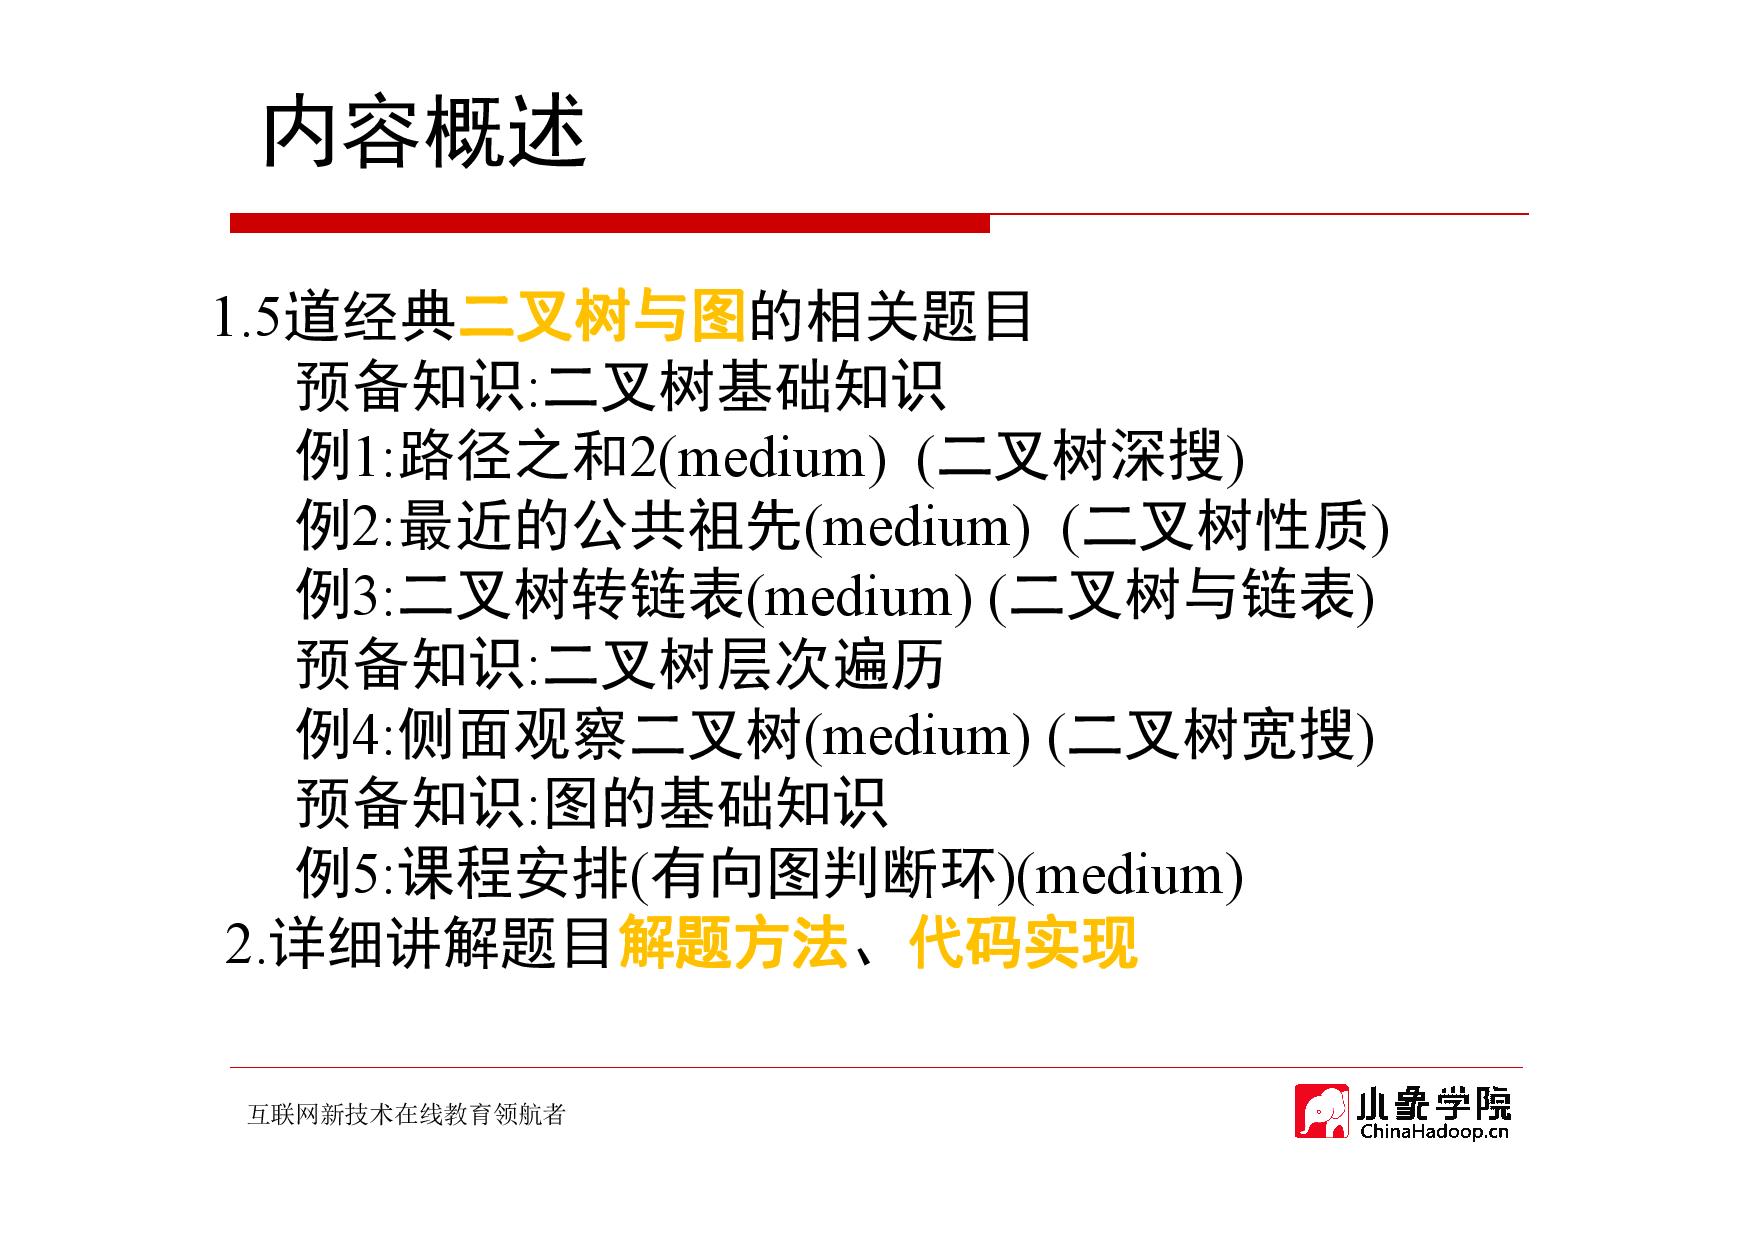 内容概述
1.5道经典二叉树与图的相关题目
预备知识:二叉树基础知识
例1:路径之和2(medium) (二叉树深搜)
例2:最近的公共祖先(medium) (二叉树性质)
例3:二叉树转链表(medium) (二叉树与链表)
预备知识:二叉树层次遍历
例4:侧面观察二叉树(medium) (二叉树宽搜)
预备知识:图的基础知识
例5:课程安排(有向图判断环)(medium)
2.详细讲解题目解题方法、代码实现
互联网新技术在线教育领航者
小象学院
ChinaHadoop.cn